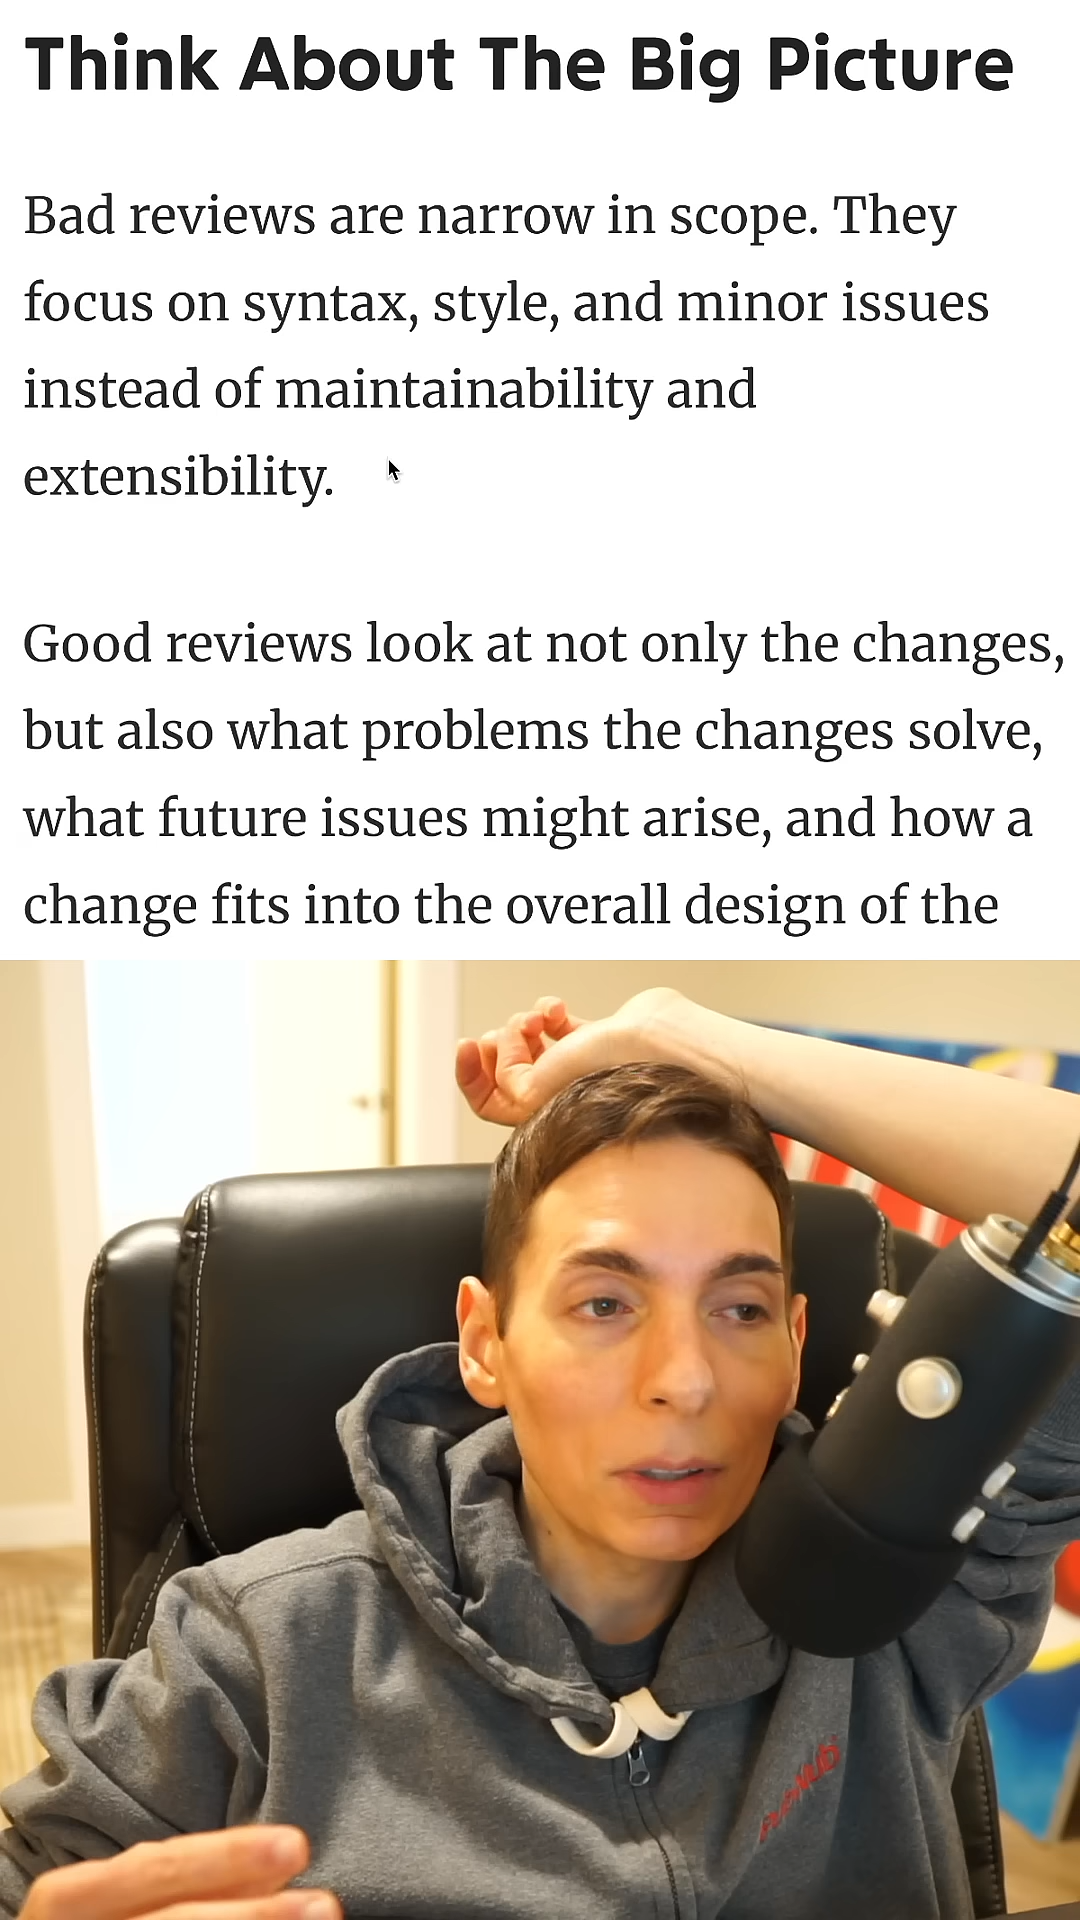 Think About The Big Picture
Bad reviews are narrow in scope. They
focus on syntax, style, and minor issues
instead of maintainability and
extensibility.
Good reviews look at not only the changes,
but also what problems the changes solve,
what future issues might arise, and how a
change fits into the overall design of the